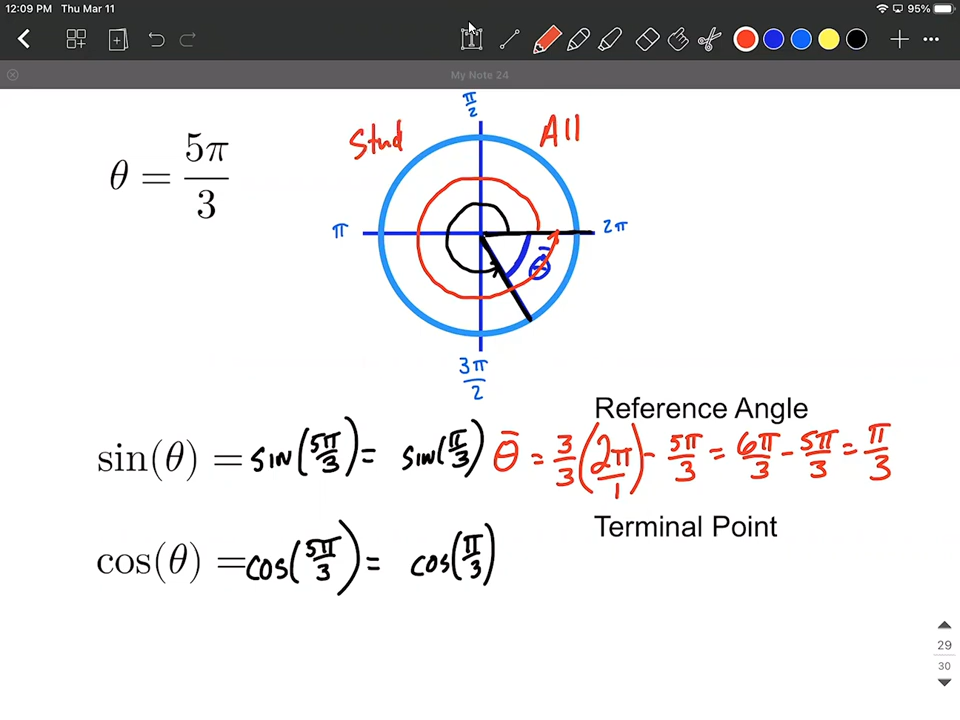 12:09 PM Thu Mar 11
95%
My Note 24
π/2
Stud
All
θ = 5π/3
π
2π
θ̄
3π/2
Reference Angle
sin(θ) = sin(5π/3) = sin(π/3)
θ̄ = 3/3(2π/1) - 5π/3 = 6π/3 - 5π/3 = π/3
Terminal Point
cos(θ) = cos(5π/3) = cos(π/3)
29
30